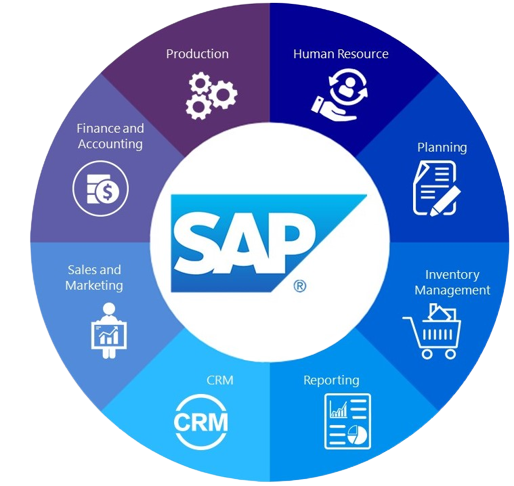 Production
Human Resource
Finance and
Accounting
Planning
SAP
®
Sales and
Marketing
Inventory
Management
CRM
CRM
Reporting